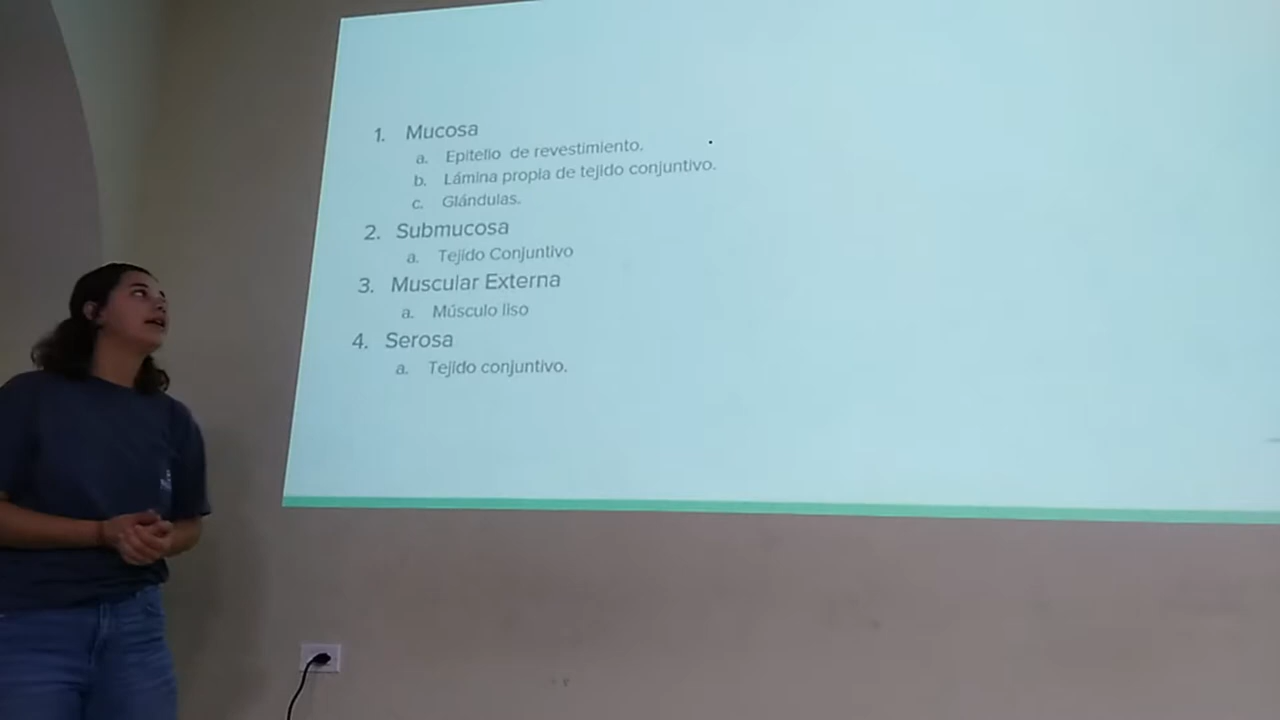 1. Mucosa
a. Epitelio de revestimiento.
b. Lámina propia de tejido conjuntivo.
c. Glándulas.
2. Submucosa
a. Tejido Conjuntivo
3. Muscular Externa
a. Músculo liso
4. Serosa
a. Tejido conjuntivo.